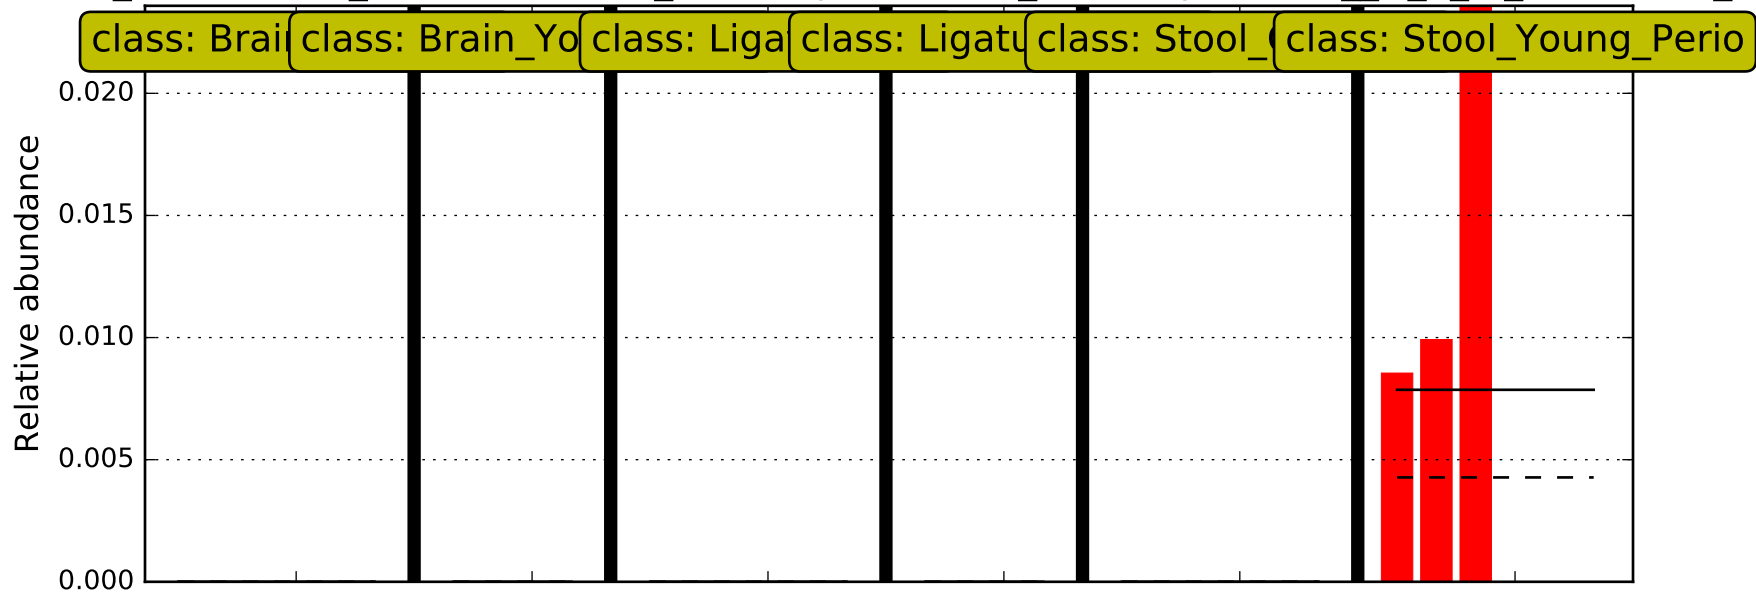 class: Brai class: Brain_Yo class: Liga class: Ligatu class: Stool_ class: Stool_Young_Perio
0.020
0.015
0.010
0.005
0.000
Relative abundance